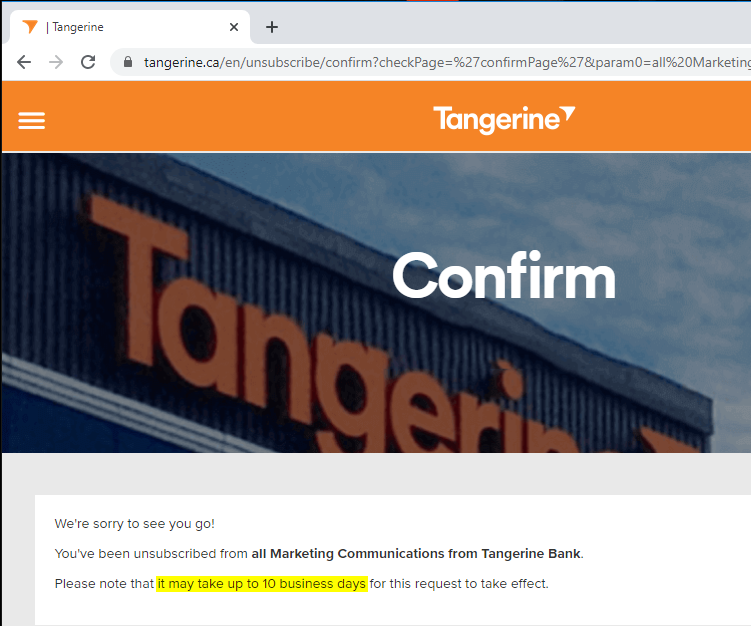 | Tangerine
tangerine.ca/en/unsubscribe/confirm?checkPage=%27confirmPage%27&param0=all%20Marketing
Tangerine
Tangerine
Confirm
We're sorry to see you go!
You've been unsubscribed from all Marketing Communications from Tangerine Bank.
Please note that it may take up to 10 business days for this request to take effect.